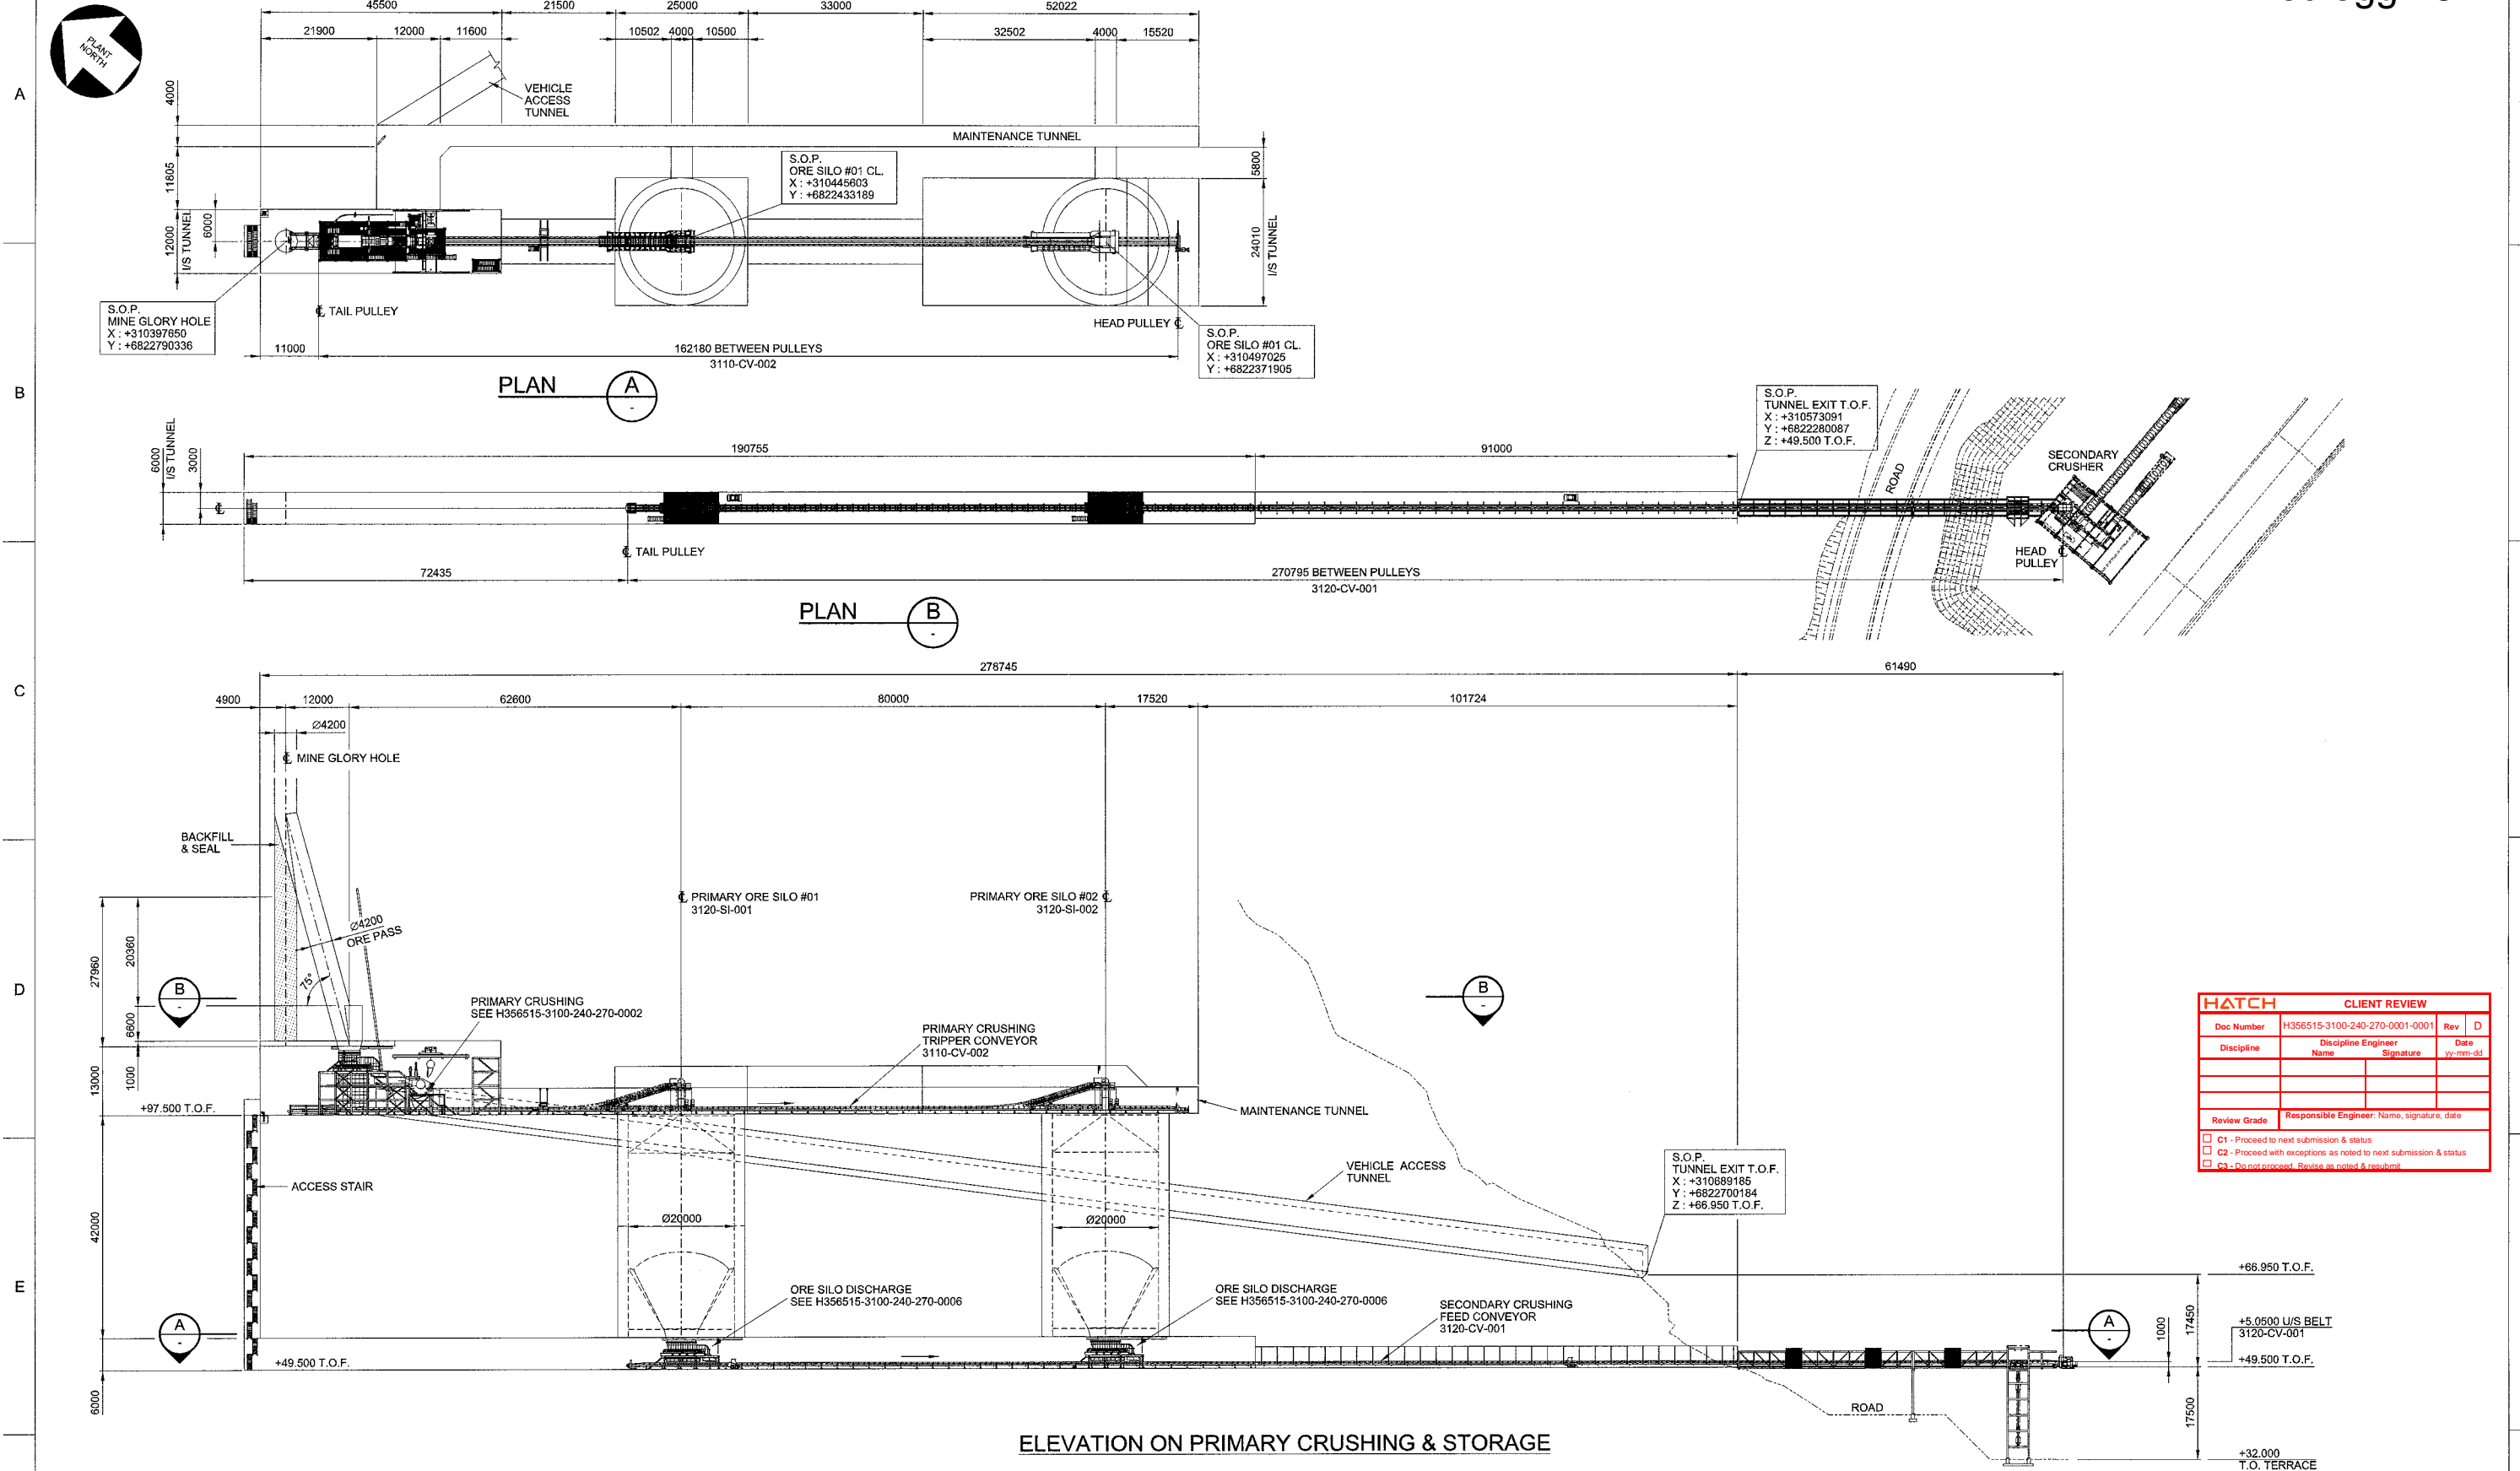 45500
21500
25000
33000
52022
21900
12000
11600
10502
4000
10500
32502
4000
15520
PLANT
NORTH
A
4000
VEHICLE
ACCESS
TUNNEL
MAINTENANCE TUNNEL
11805
S.O.P.
ORE SILO #01 CL.
X : +310445603
Y : +6822433189
5800
12000
I/S TUNNEL
6000
24010
I/S TUNNEL
S.O.P.
MINE GLORY HOLE
X : +310397650
Y : +6822790336
TAIL PULLEY
HEAD PULLEY
S.O.P.
ORE SILO #01 CL.
X : +310497025
Y : +6822371905
11000
162180 BETWEEN PULLEYS
3110-CV-002
B
PLAN
A
-
S.O.P.
TUNNEL EXIT T.O.F.
X : +310573091
Y : +6822280087
Z : +49.500 T.O.F.
6000
I/S TUNNEL
3000
190755
91000
ROAD
SECONDARY
CRUSHER
TAIL PULLEY
HEAD
PULLEY
72435
270795 BETWEEN PULLEYS
3120-CV-001
PLAN
B
-
C
278745
61490
4900
12000
62600
80000
17520
101724
Ø4200
MINE GLORY HOLE
BACKFILL
& SEAL
PRIMARY ORE SILO #01
3120-SI-001
PRIMARY ORE SILO #02
3120-SI-002
Ø4200
ORE PASS
27960
20360
75°
D
B
-
B
-
PRIMARY CRUSHING
SEE H356515-3100-240-270-0002
6600
PRIMARY CRUSHING
TRIPPER CONVEYOR
3110-CV-002
13000
1000
+97.500 T.O.F.
MAINTENANCE TUNNEL
HATCH
CLIENT REVIEW
Doc Number
H356515-3100-240-270-0001-0001
Rev
D
Discipline
Discipline Engineer
Name
Signature
Date
yy-mm-dd
Review Grade
Responsible Engineer: Name, signature, date
C1 - Proceed to next submission & status
C2 - Proceed with exceptions as noted to next submission & status
C3 - Do not proceed. Revise as noted & resubmit
ACCESS STAIR
VEHICLE ACCESS
TUNNEL
S.O.P.
TUNNEL EXIT T.O.F.
X : +310689185
Y : +6822700184
Z : +66.950 T.O.F.
42000
Ø20000
Ø20000
E
ORE SILO DISCHARGE
SEE H356515-3100-240-270-0006
ORE SILO DISCHARGE
SEE H356515-3100-240-270-0006
SECONDARY CRUSHING
FEED CONVEYOR
3120-CV-001
+66.950 T.O.F.
17450
1000
+5.0500 U/S BELT
3120-CV-001
A
-
A
-
+49.500 T.O.F.
+49.500 T.O.F.
6000
ROAD
17500
ELEVATION ON PRIMARY CRUSHING & STORAGE
+32.000
T.O. TERRACE